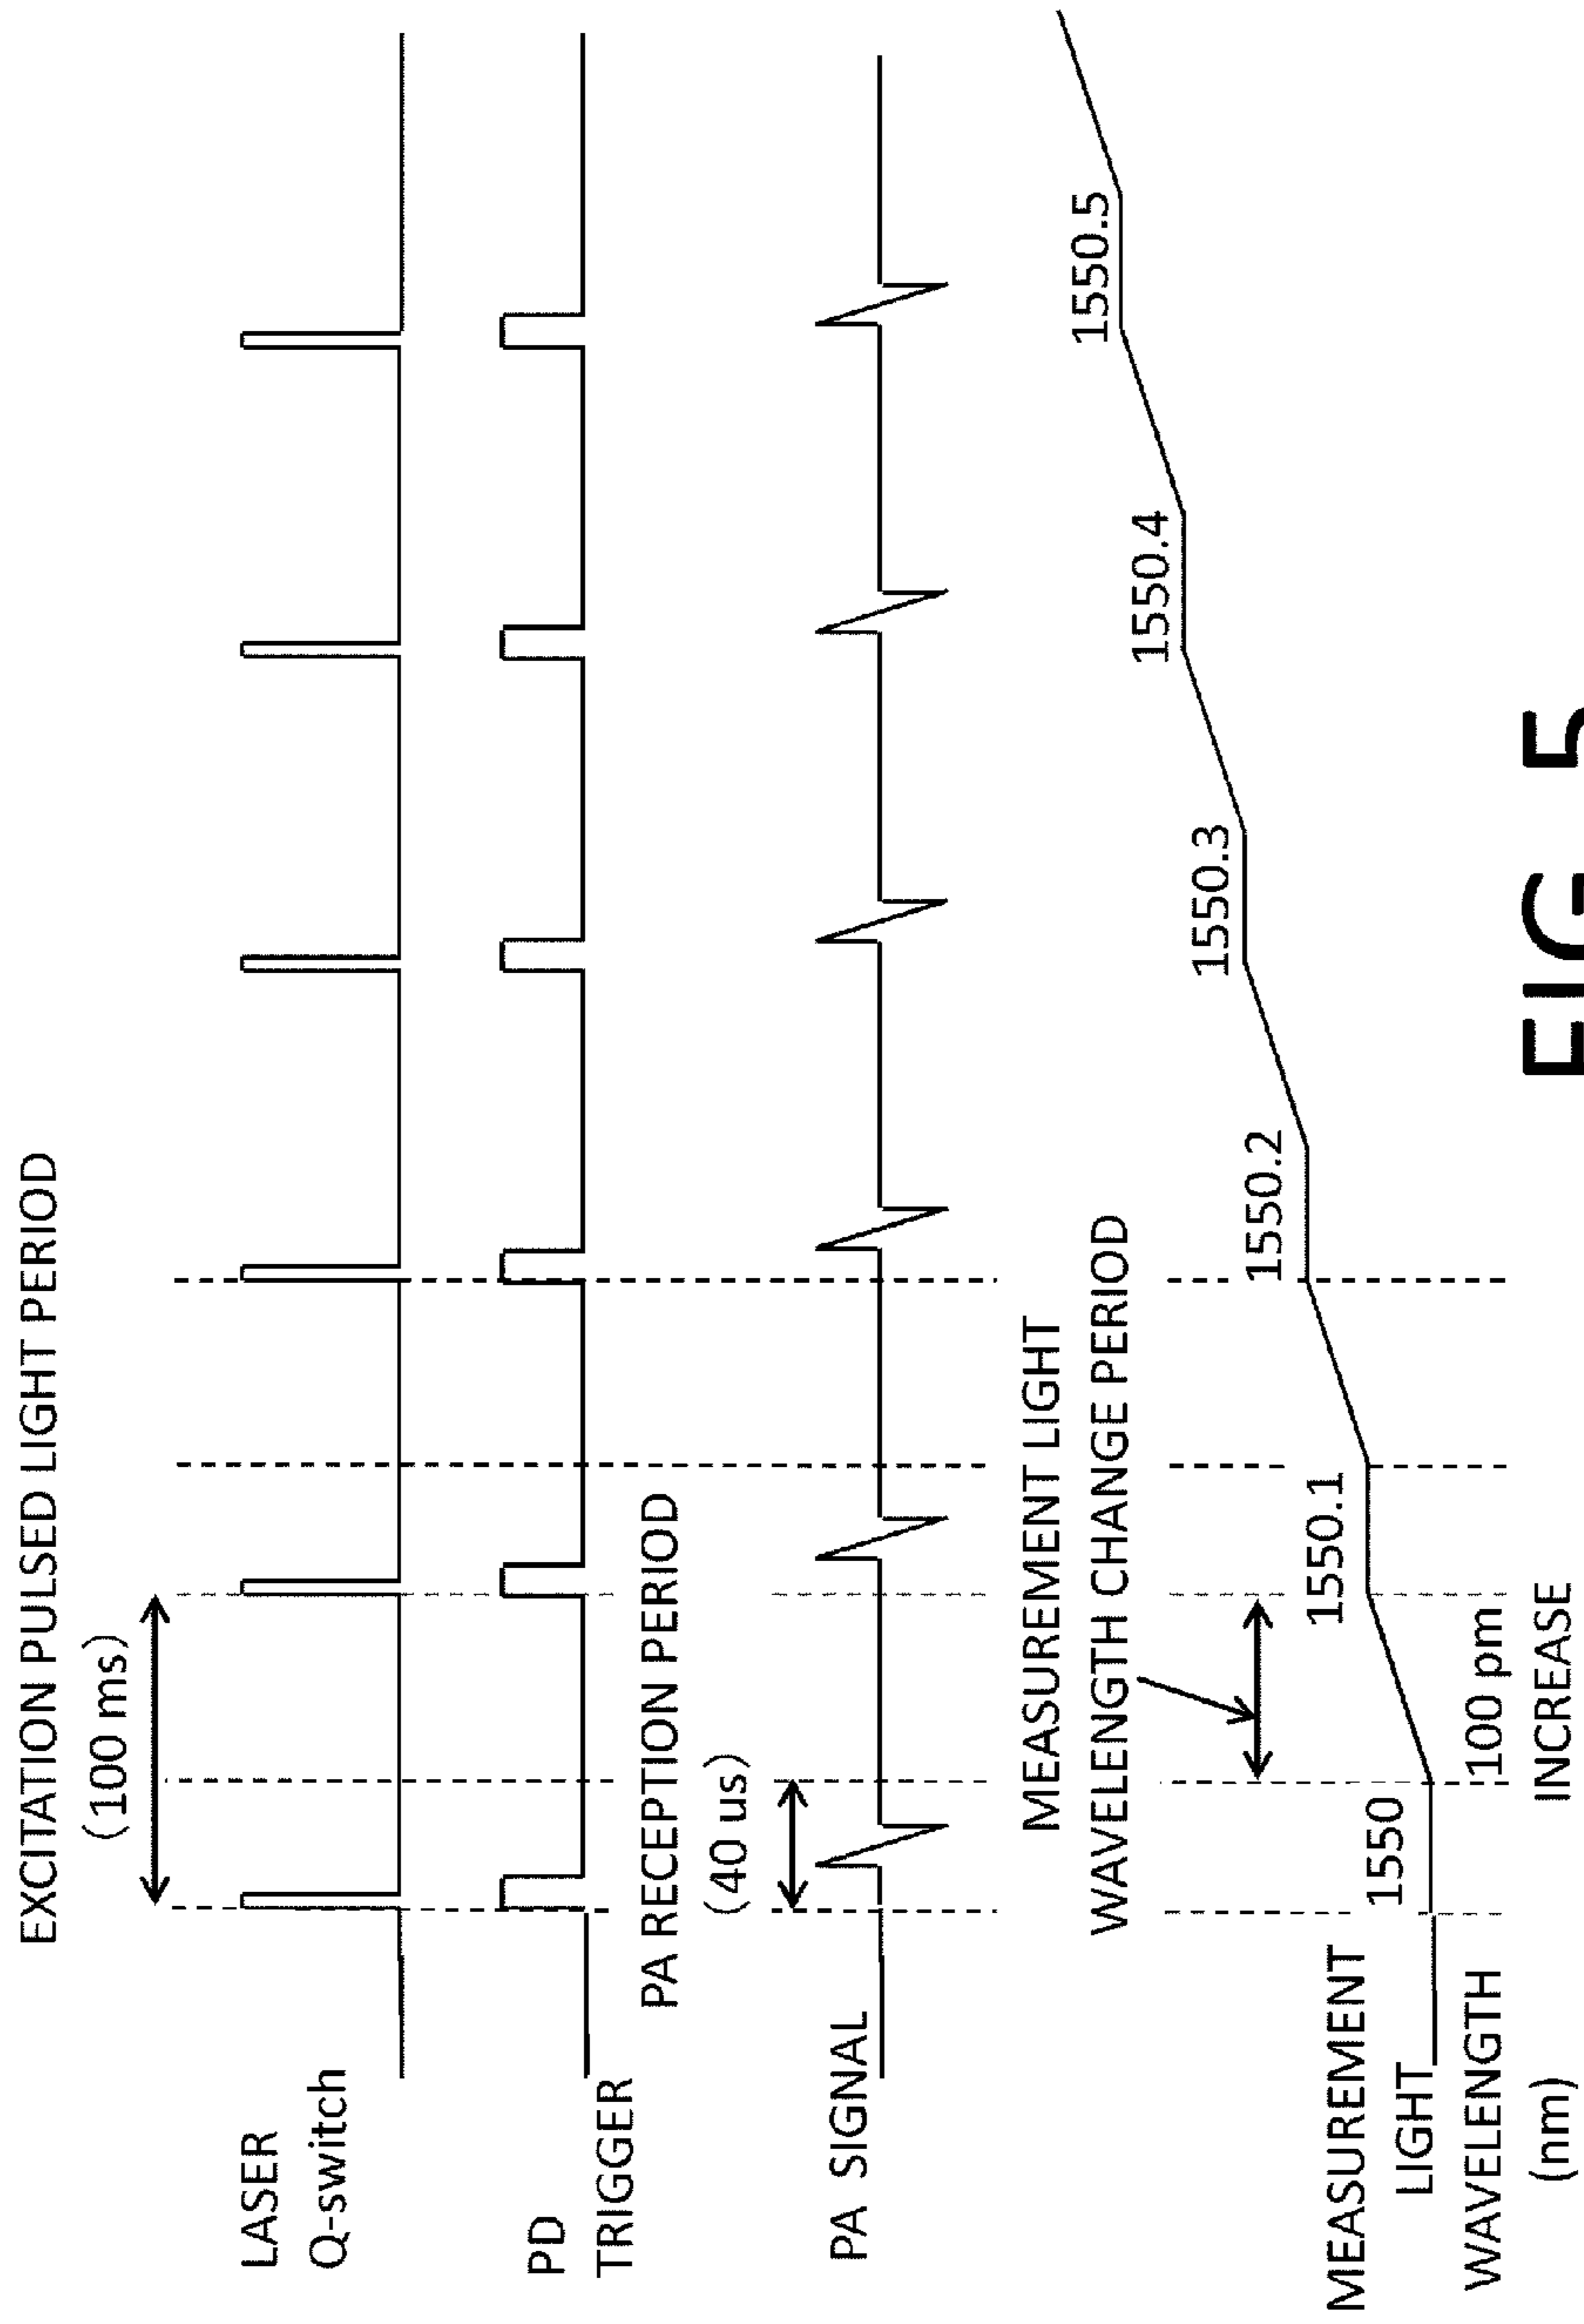 EXCITATION PULSED LIGHT PERIOD
(100 ms)
LASER
Q-switch
PD
TRIGGER
PA RECEPTION PERIOD
(40 us)
PA SIGNAL
MEASUREMENT LIGHT
WAVELENGTH CHANGE PERIOD
MEASUREMENT
LIGHT
WAVELENGTH
(nm)
1550
1550.1
1550.2
1550.3
1550.4
1550.5
100 pm
INCREASE
FIG. 5